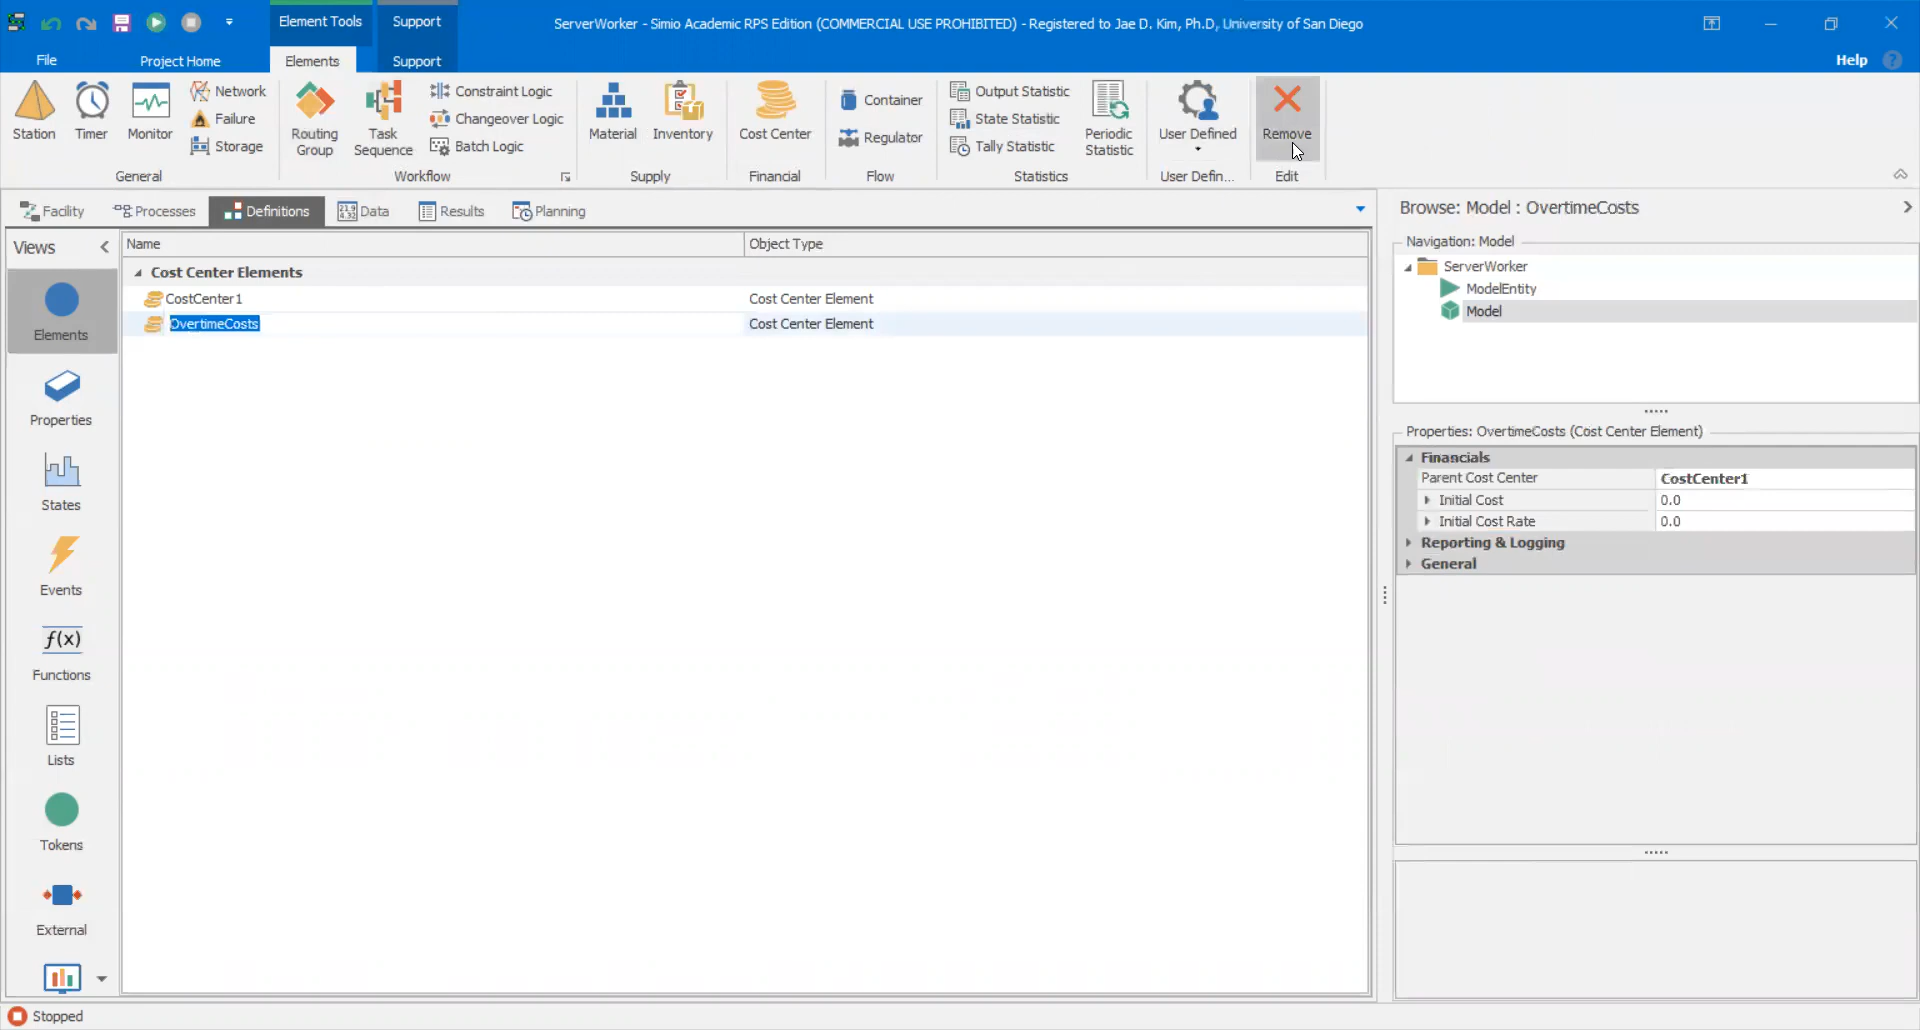 Element Tools
Support
ServerWorker - Simio Academic RPS Edition (COMMERCIAL USE PROHIBITED) - Registered to Jae D. Kim, Ph.D, University of San Diego
File
Project Home
Elements
Support
Help
?
Station
Timer
Monitor
Network
Failure
Storage
General
Routing
Group
Task
Sequence
Constraint Logic
Changeover Logic
Batch Logic
Workflow
Material
Inventory
Supply
Cost Center
Financial
Container
Regulator
Flow
Output Statistic
State Statistic
Tally Statistic
Periodic
Statistic
Statistics
User Defined
User Defin...
Remove
Edit
Facility
Processes
Definitions
Data
Results
Planning
Views
Elements
Properties
States
Events
f(x)
Functions
Lists
Tokens
External
Name
Object Type
Cost Center Elements
CostCenter1
Cost Center Element
OvertimeCosts
Cost Center Element
Browse: Model : OvertimeCosts
Navigation: Model
ServerWorker
ModelEntity
Model
Properties: OvertimeCosts (Cost Center Element)
Financials
Parent Cost Center
CostCenter1
Initial Cost
0.0
Initial Cost Rate
0.0
Reporting & Logging
General
Stopped